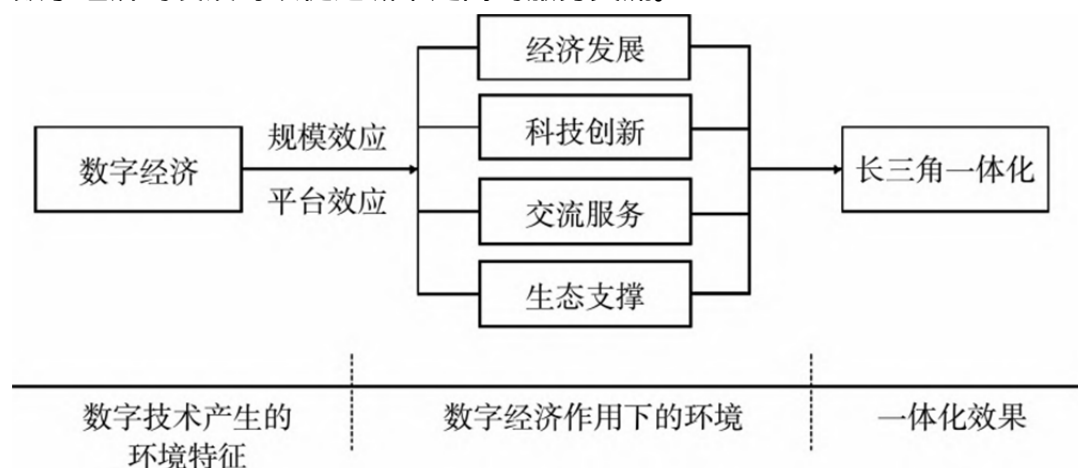 经济发展
科技创新
数字经济
规模效应
平台效应
交流服务
生态支撑
长三角一体化
数字技术产生的
环境特征
数字经济作用下的环境
一体化效果